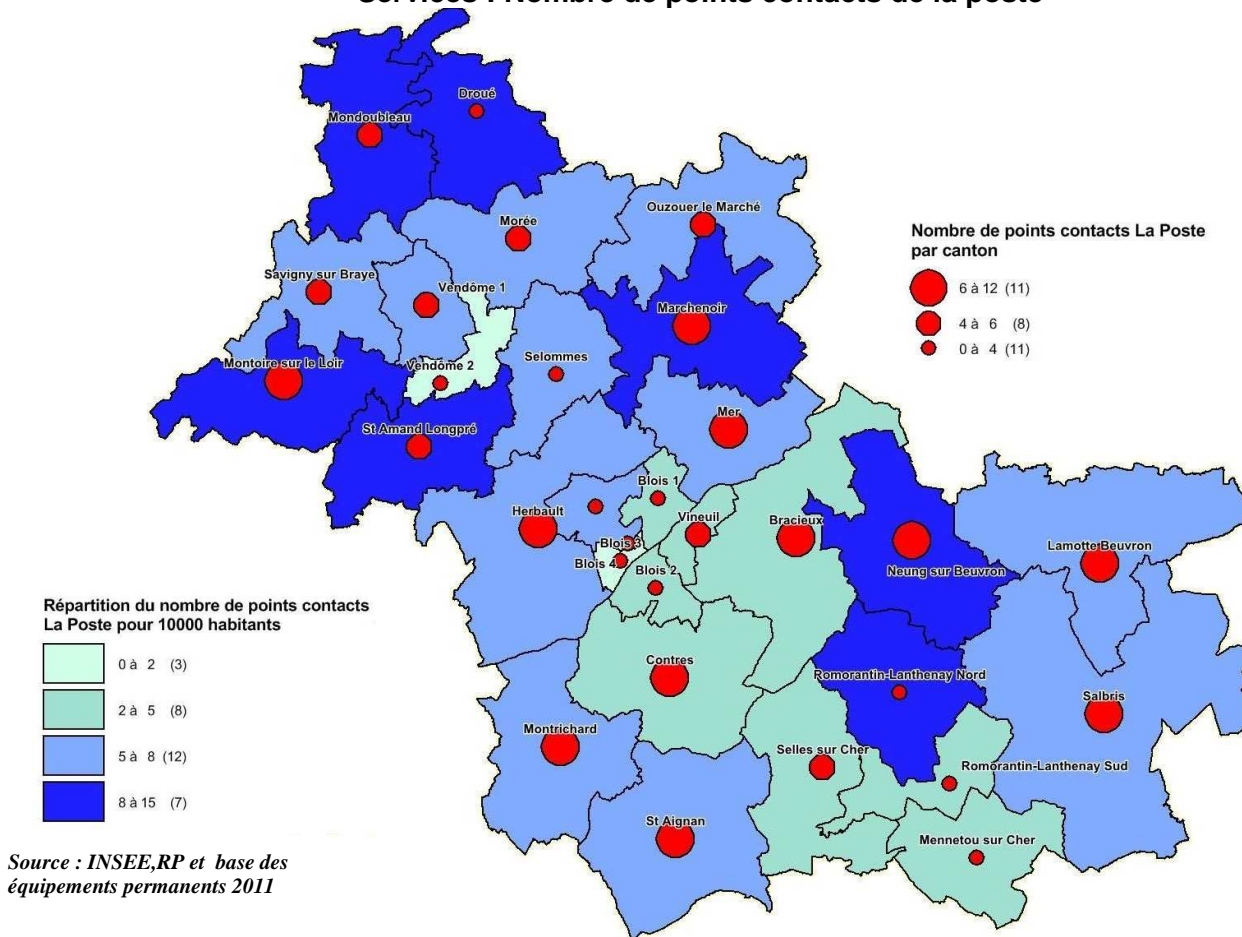 Services : Nombre de points contacts de la poste
Droué
Mondoubleau
Ouzouer le Marché
Morée
Nombre de points contacts La Poste
par canton
6 à 12 (11)
4 à 6 (8)
0 à 4 (11)
Savigny sur Braye
Vendôme 1
Marchenoir
Selommes
Montoire sur le Loir
Vendôme 2
Mer
St Amand Longpré
Blois 1
Herbault
Vineuil
Bracieux
Blois 3
Lamotte Beuvron
Blois 4
Blois 2
Neung sur Beuvron
Répartition du nombre de points contacts
La Poste pour 10000 habitants
0 à 2 (3)
2 à 5 (8)
5 à 8 (12)
8 à 15 (7)
Contres
Romorantin-Lanthenay Nord
Salbris
Montrichard
Selles sur Cher
Romorantin-Lanthenay Sud
St Aignan
Mennetou sur Cher
Source : INSEE,RP et base des
équipements permanents 2011